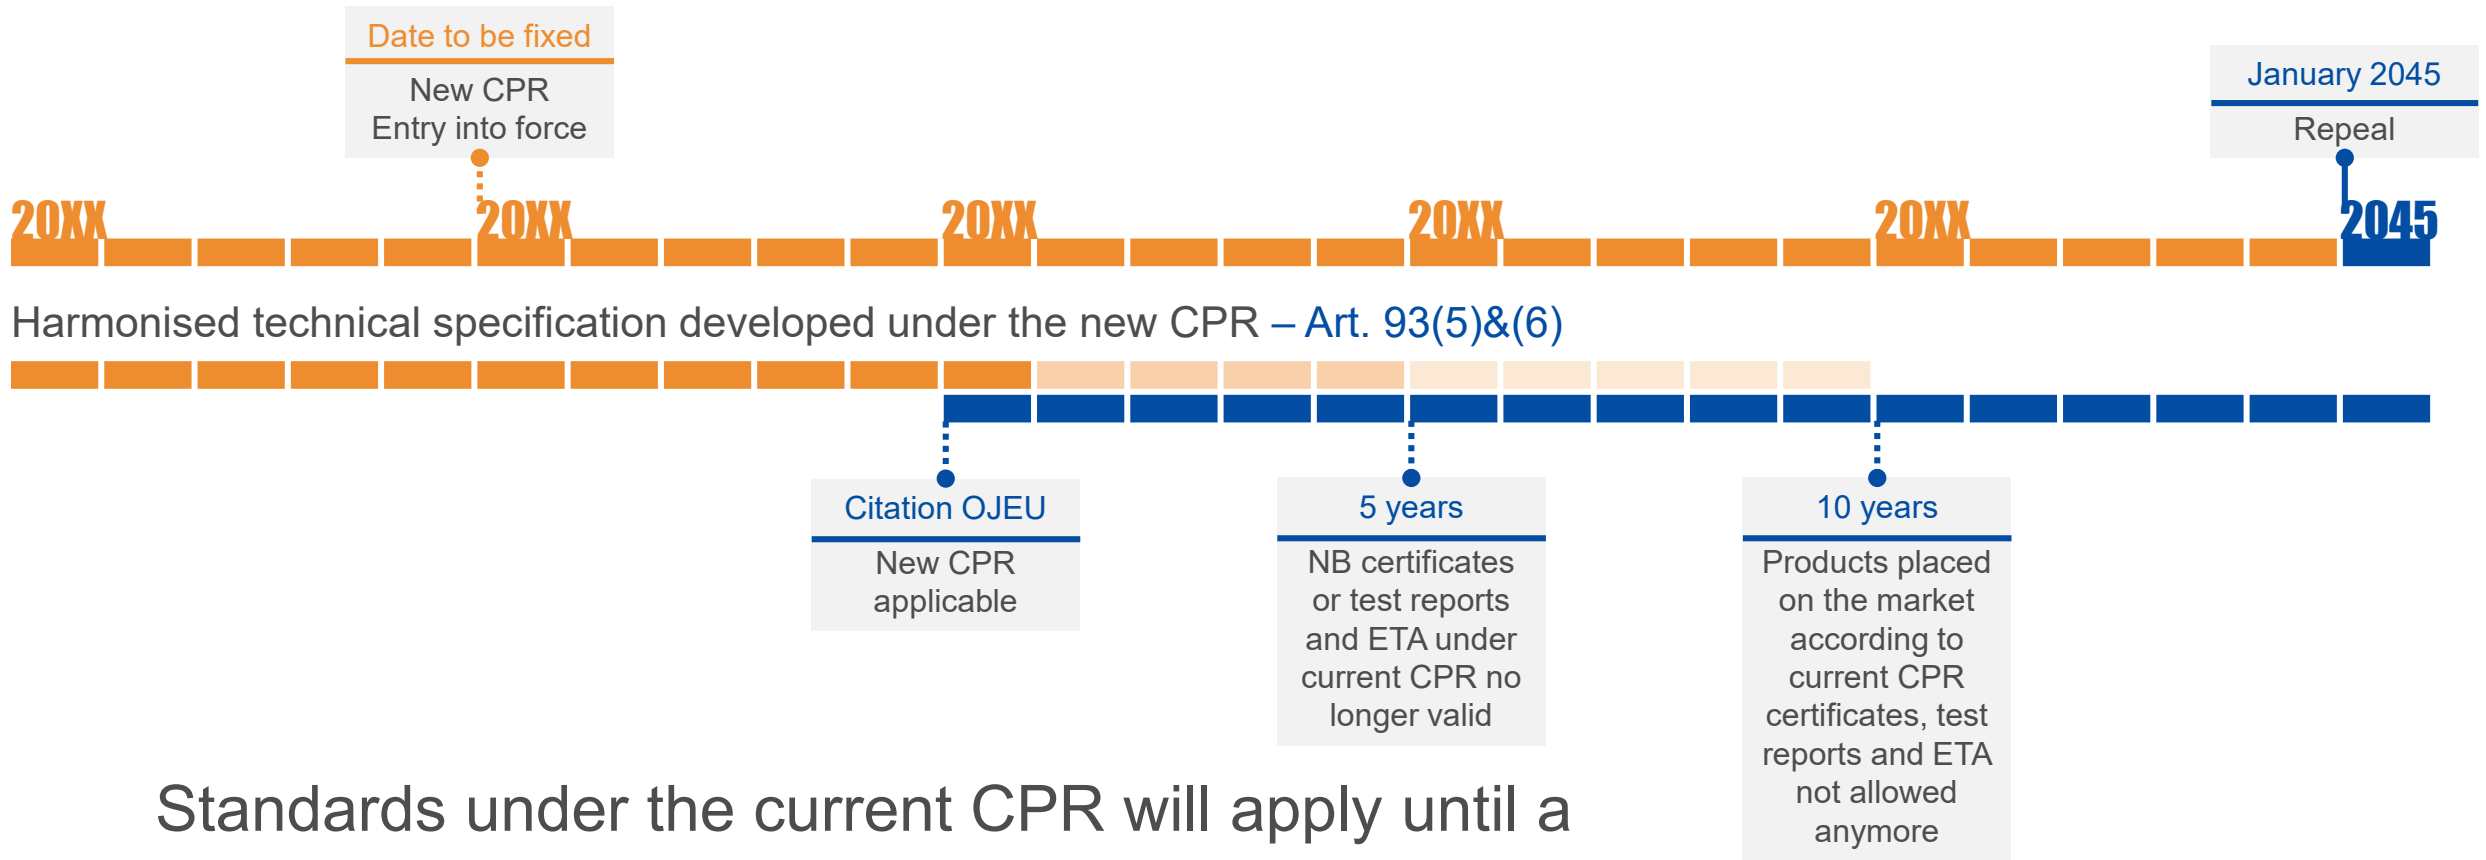 Date to be fixed
New CPR
Entry into force
January 2045
Repeal
20XX
20XX
20XX
20XX
20XX
2045
Harmonised technical specification developed under the new CPR – Art. 93(5)&(6)
Citation OJEU
New CPR
applicable
5 years
NB certificates
or test reports
and ETA under
current CPR no
longer valid
10 years
Products placed
on the market
according to
current CPR
certificates, test
reports and ETA
not allowed
anymore
Standards under the current CPR will apply until a